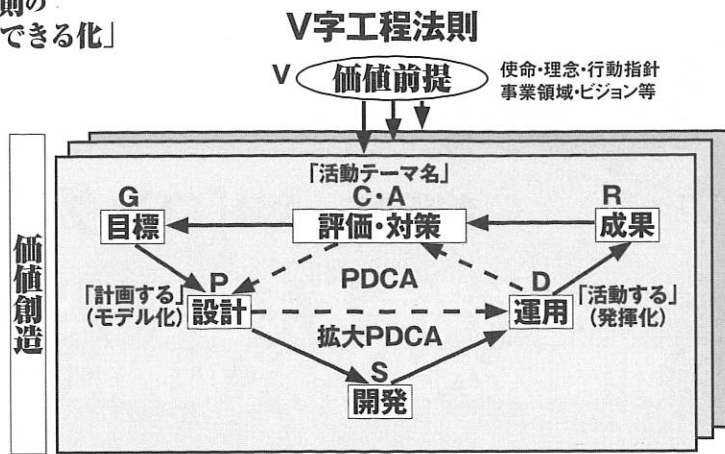 則の
できる化」
V字工程法則
V 価値前提
使命・理念・行動指針
事業領域・ビジョン等
価値創造
「活動テーマ名」
G C・A R
目標 評価・対策 成果
P PDCA D
「計画する」 設計 運用 「活動する」
(モデル化) (発揮化)
拡大PDCA
S
開発